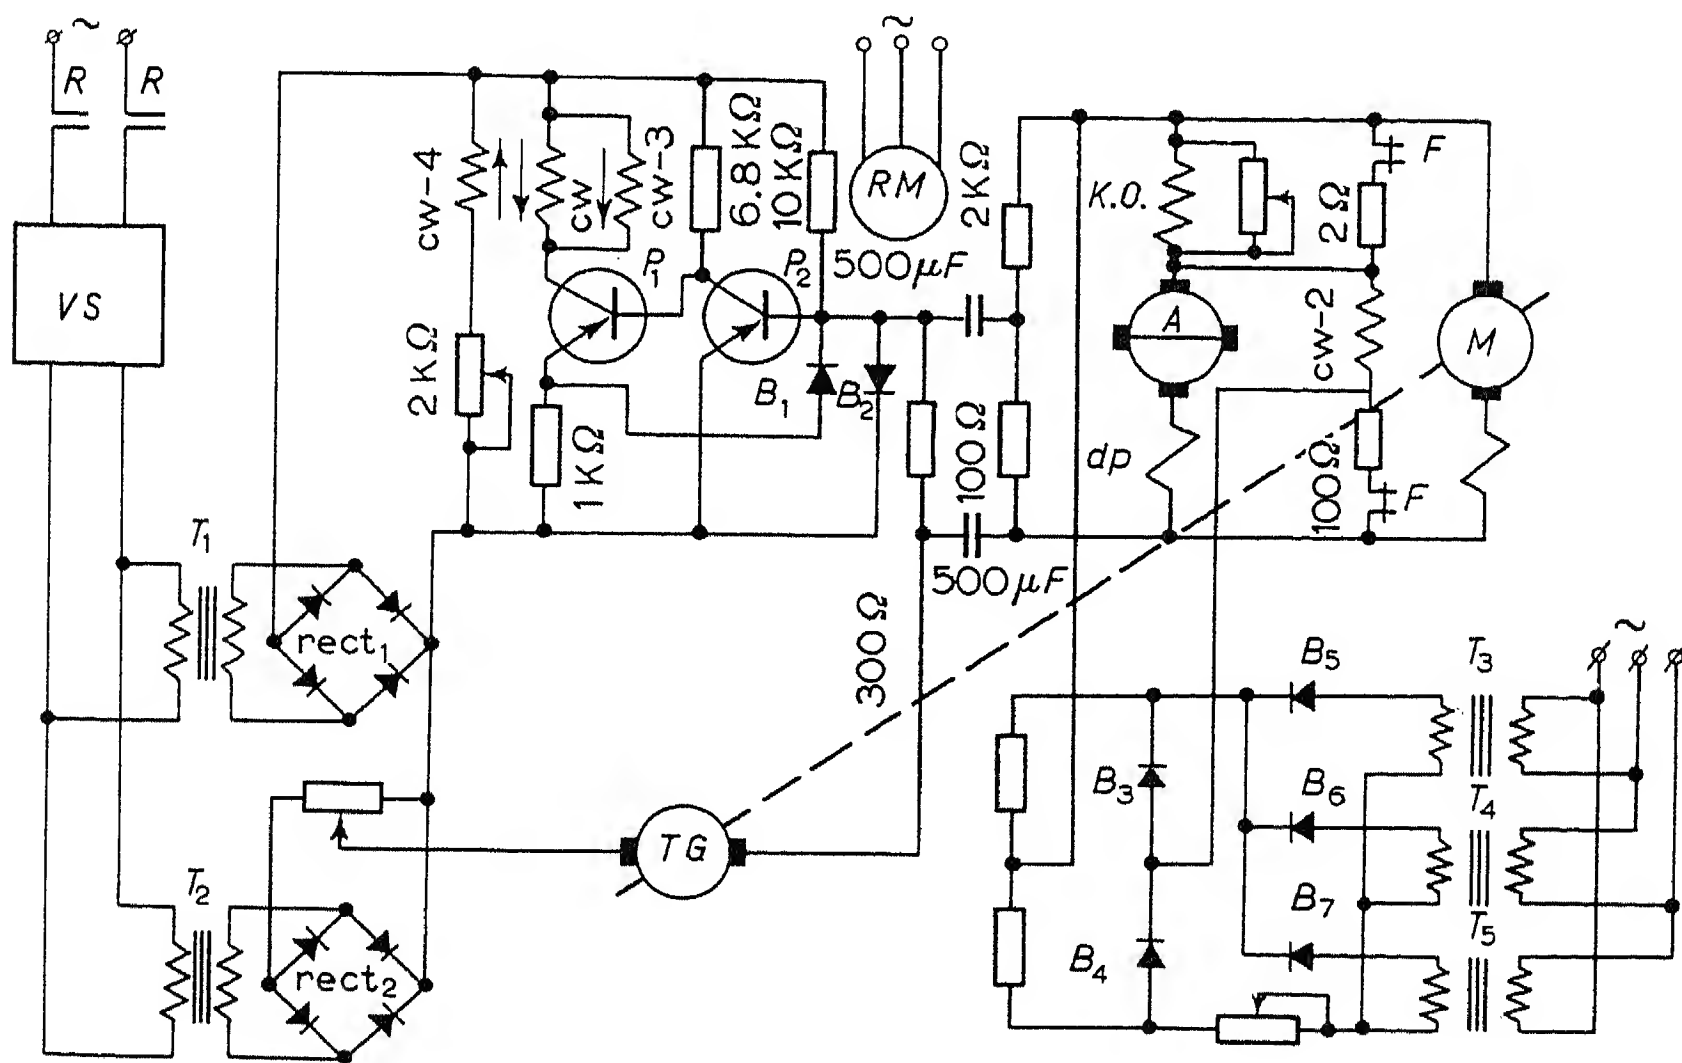 ~
R
R
VS
cw-4
cw
cw-3
6.8KΩ
10KΩ
~
RM
500μF
2KΩ
K.O.
2Ω
F
P1
P2
A
cw-2
M
2KΩ
B1
B2
1KΩ
100Ω
dp
100Ω
F
500μF
300Ω
T1
rect1
T2
rect2
TG
B3
B4
B5
B6
B7
T3
T4
T5
~